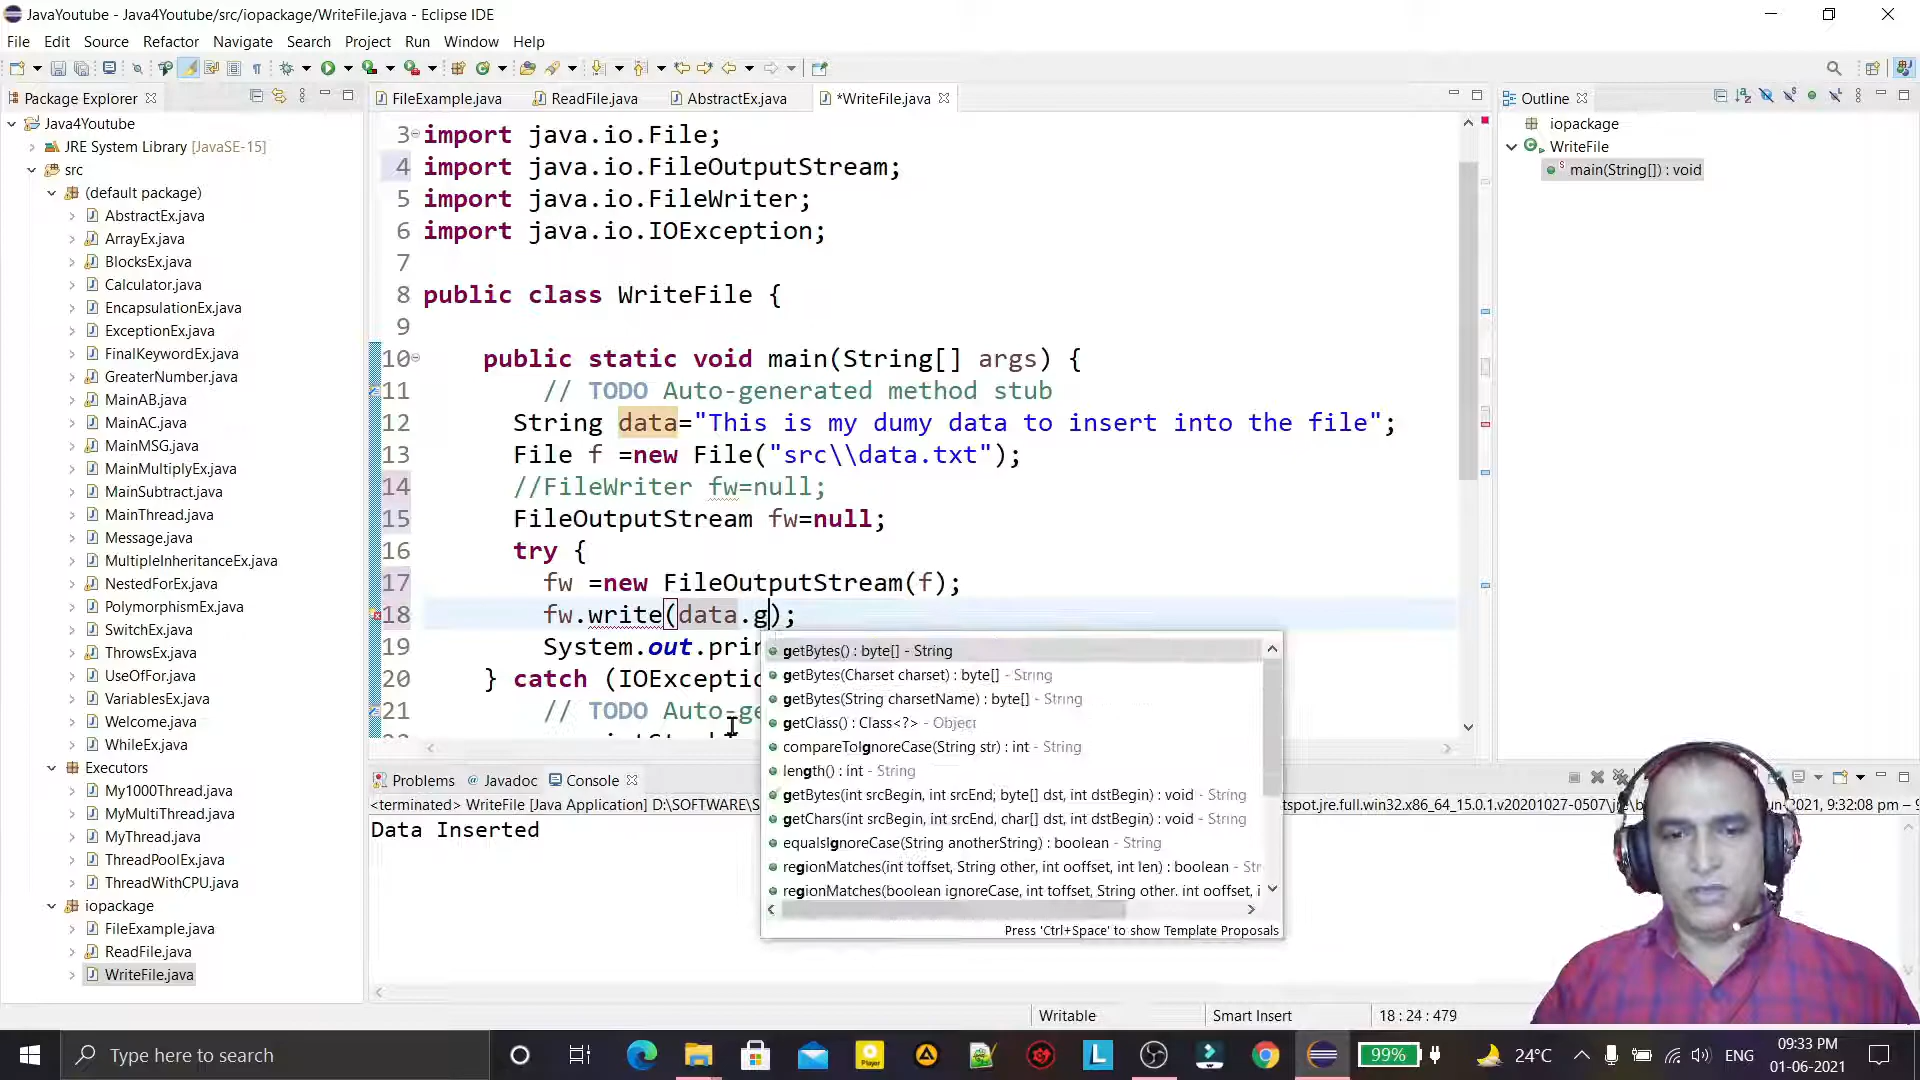 JavaYoutube - Java4Youtube/src/iopackage/WriteFile.java - Eclipse IDE
File Edit Source Refactor Navigate Search Project Run Window Help
Package Explorer
Java4Youtube
JRE System Library [JavaSE-15]
src
(default package)
AbstractEx.java
ArrayEx.java
BlocksEx.java
Calculator.java
EncapsulationEx.java
ExceptionEx.java
FinalKeywordEx.java
GreaterNumber.java
MainAB.java
MainAC.java
MainMSG.java
MainMultiplyEx.java
MainSubtract.java
MainThread.java
Message.java
MultipleInheritanceEx.java
NestedForEx.java
PolymorphismEx.java
SwitchEx.java
ThrowsEx.java
UseOfFor.java
VariablesEx.java
Welcome.java
WhileEx.java
Executors
My1000Thread.java
MyMultiThread.java
MyThread.java
ThreadPoolEx.java
ThreadWithCPU.java
iopackage
FileExample.java
ReadFile.java
WriteFile.java
FileExample.java ReadFile.java AbstractEx.java *WriteFile.java
3 import java.io.File;
4 import java.io.FileOutputStream;
5 import java.io.FileWriter;
6 import java.io.IOException;
7
8 public class WriteFile {
9
10 public static void main(String[] args) {
11 // TODO Auto-generated method stub
12 String data="This is my dumy data to insert into the file";
13 File f =new File("src\\data.txt");
14 //FileWriter fw=null;
15 FileOutputStream fw=null;
16 try {
17 fw =new FileOutputStream(f);
18 fw.write(data.g);
19 System.out.prin
20 } catch (IOExceptio
21 // TODO Auto-ge
getBytes() : byte[] - String
getBytes(Charset charset) : byte[] - String
getBytes(String charsetName) : byte[] - String
getClass() : Class<?> - Object
compareToIgnoreCase(String str) : int - String
length() : int - String
getBytes(int srcBegin, int srcEnd, byte[] dst, int dstBegin) : void - String
getChars(int srcBegin, int srcEnd, char[] dst, int dstBegin) : void - String
equalsIgnoreCase(String anotherString) : boolean - String
regionMatches(int toffset, String other, int ooffset, int len) : boolean - Str
regionMatches(boolean ignoreCase, int toffset, String other, int ooffset, i
Press 'Ctrl+Space' to show Template Proposals
Outline
iopackage
WriteFile
main(String[]) : void
Problems Javadoc Console
<terminated> WriteFile [Java Application] D:\SOFTWARE\S
Data Inserted
Writable Smart Insert 18 : 24 : 479
Type here to search
99% 24°C ENG
09:33 PM
01-06-2021